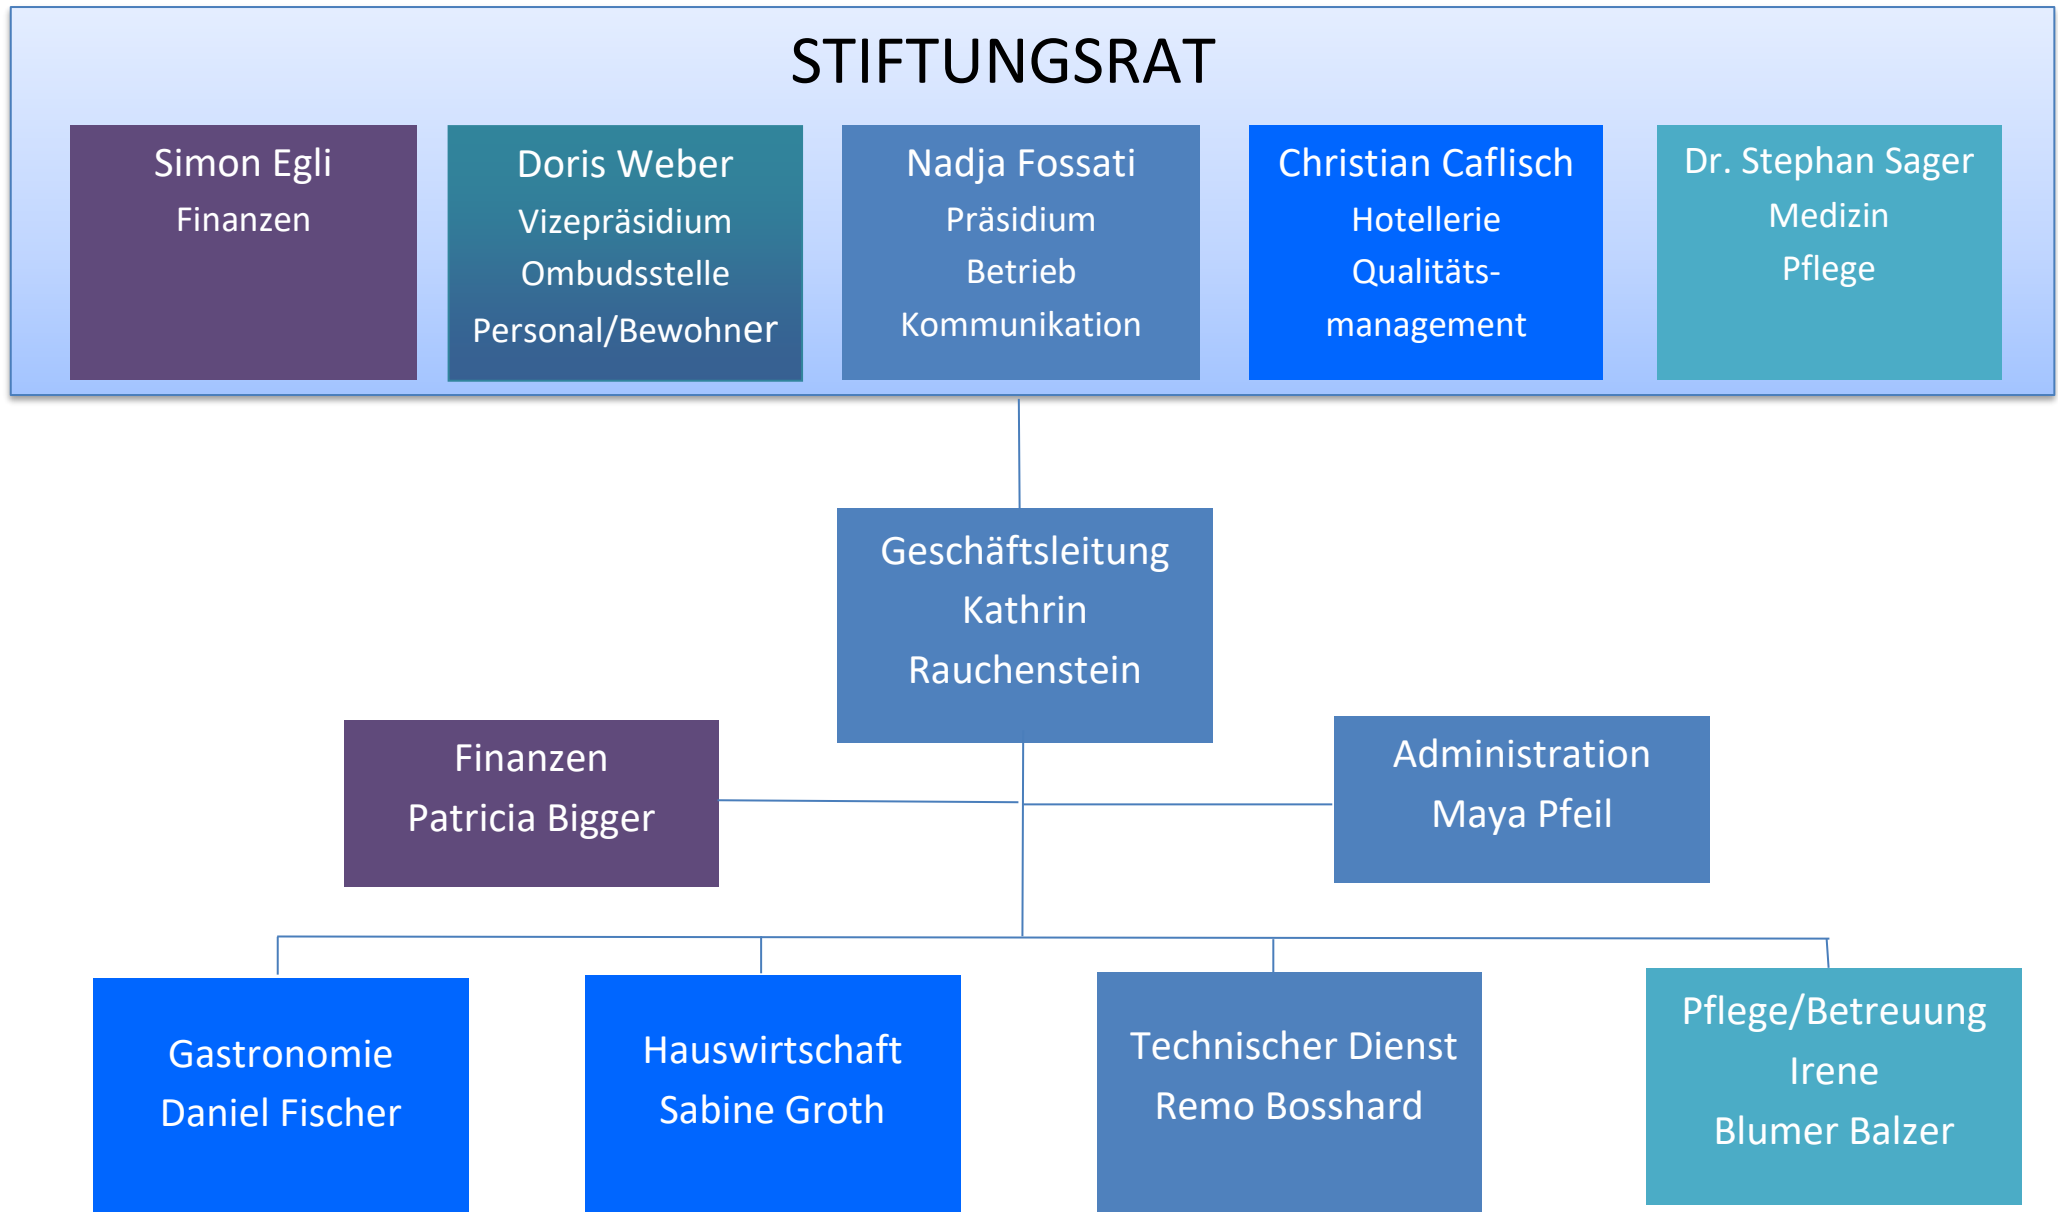 STIFTUNGSRAT
Simon Egli
Finanzen
Doris Weber
Vizepräsidium
Ombudsstelle
Personal/Bewohner
Nadja Fossati
Präsidium
Betrieb
Kommunikation
Christian Caflisch
Hotellerie
Qualitäts-
management
Dr. Stephan Sager
Medizin
Pflege
Geschäftsleitung
Kathrin
Rauchenstein
Finanzen
Patricia Bigger
Administration
Maya Pfeil
Gastronomie
Daniel Fischer
Hauswirtschaft
Sabine Groth
Technischer Dienst
Remo Bosshard
Pflege/Betreuung
Irene
Blumer Balzer